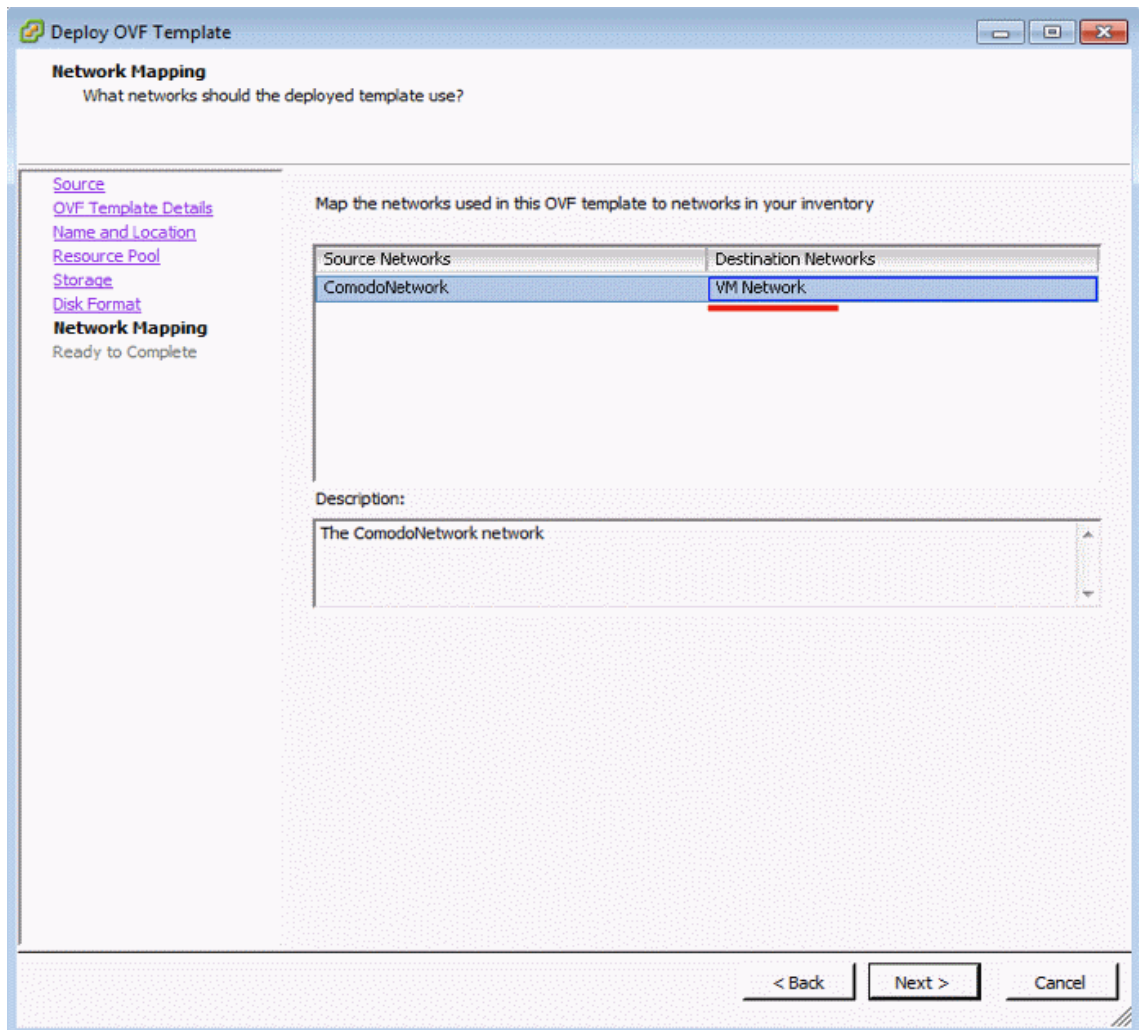 Deploy OVF Template
Network Mapping
What networks should the deployed template use?
Source
OVF Template Details
Name and Location
Resource Pool
Storage
Disk Format
Network Mapping
Ready to Complete
Map the networks used in this OVF template to networks in your inventory
Source Networks Destination Networks
ComodoNetwork VM Network
Description:
The ComodoNetwork network
< Back Next > Cancel